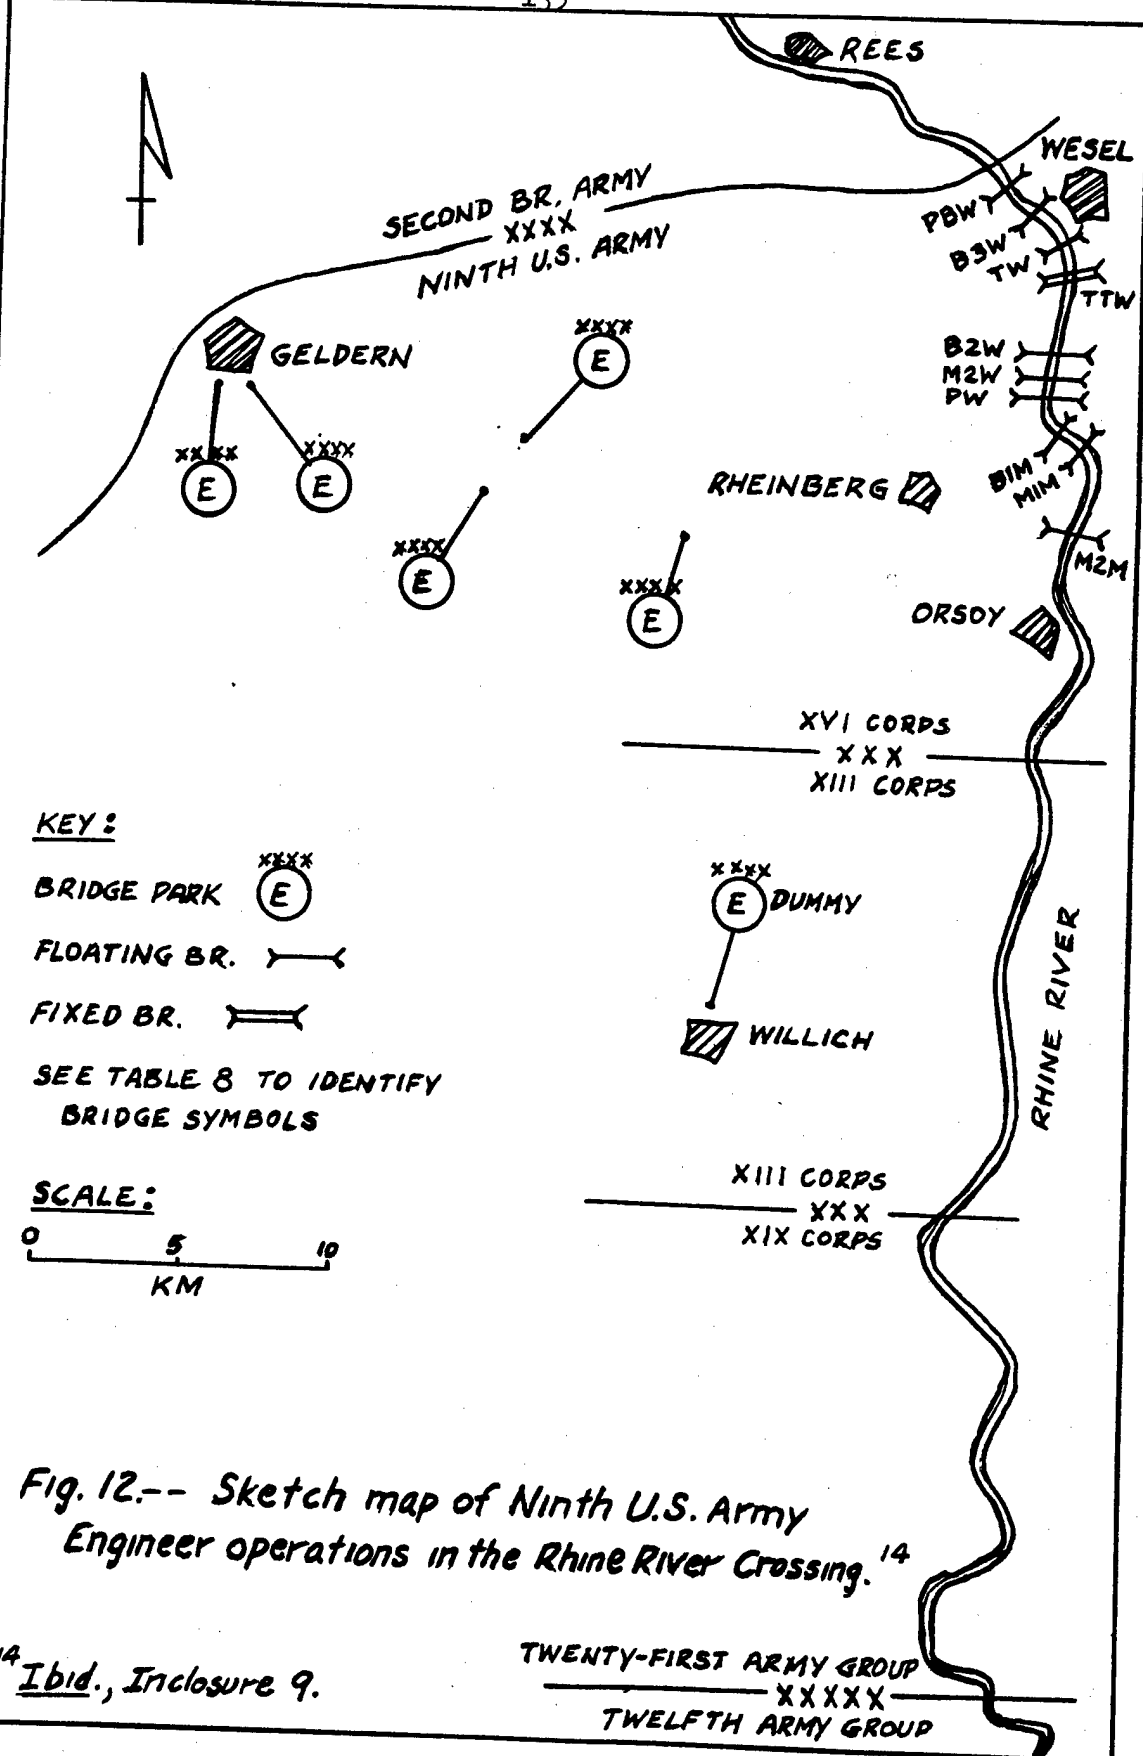 REES
WESEL
SECOND BR. ARMY
XXXX
NINTH U.S. ARMY
PBW
B3W
TW
TTW
GELDERN
XXXX
E
B2W
M2W
PW
XXXX
E
XXXX
E
RHEINBERG
B1M
M1M
XXXX
E
M2M
XXXX
E
ORSOY
XVI CORPS
XXX
XIII CORPS
KEY:
XXXX
BRIDGE PARK E
FLOATING BR.
FIXED BR.
SEE TABLE 8 TO IDENTIFY
BRIDGE SYMBOLS
XXXX
E DUMMY
WILLICH
RHINE RIVER
SCALE:
0 5 10
KM
XIII CORPS
XXX
XIX CORPS
Fig. 12.-- Sketch map of Ninth U.S. Army
Engineer operations in the Rhine River Crossing.14
14 Ibid., Inclosure 9.
TWENTY-FIRST ARMY GROUP
XXXXX
TWELFTH ARMY GROUP